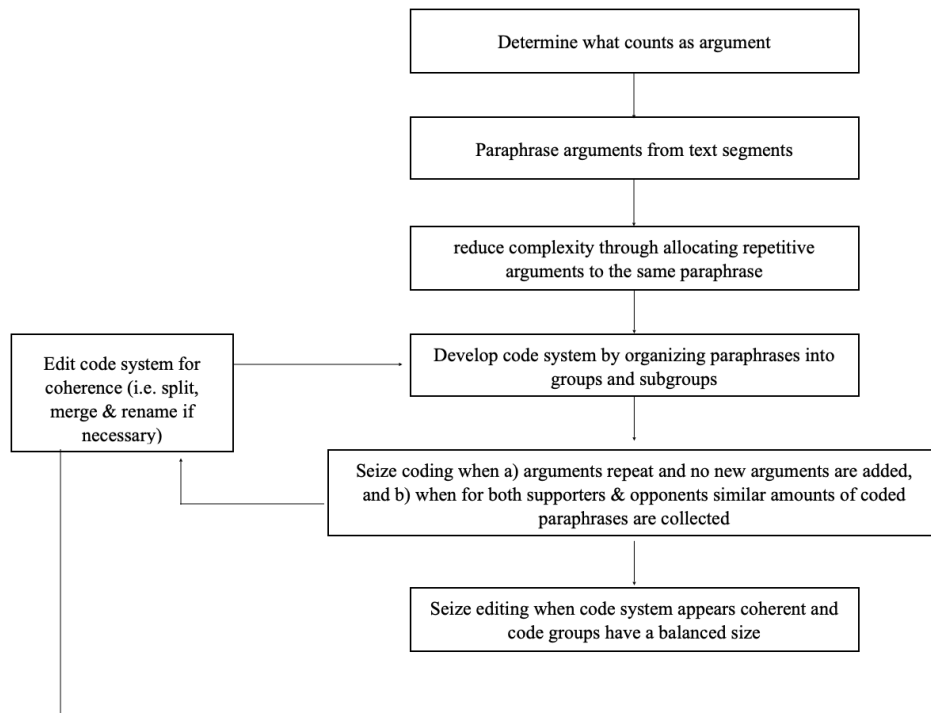 Determine what counts as argument
Paraphrase arguments from text segments
reduce complexity through allocating repetitive
arguments to the same paraphrase
Edit code system for
coherence (i.e. split,
merge & rename if
necessary)
Develop code system by organizing paraphrases into
groups and subgroups
Seize coding when a) arguments repeat and no new arguments are added,
and b) when for both supporters & opponents similar amounts of coded
paraphrases are collected
Seize editing when code system appears coherent and
code groups have a balanced size